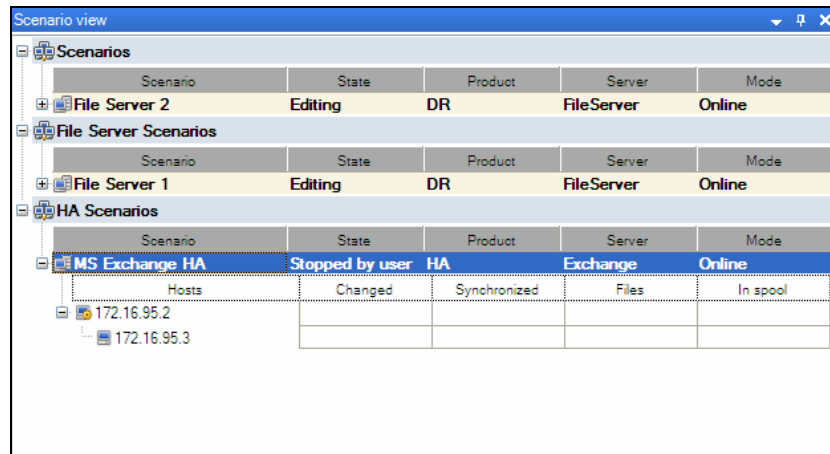 Scenario view
Scenarios
Scenario State Product Server Mode
File Server 2 Editing DR FileServer Online
File Server Scenarios
Scenario State Product Server Mode
File Server 1 Editing DR FileServer Online
HA Scenarios
Scenario State Product Server Mode
MS Exchange HA Stopped by user HA Exchange Online
Hosts Changed Synchronized Files In spool
172.16.95.2
172.16.95.3